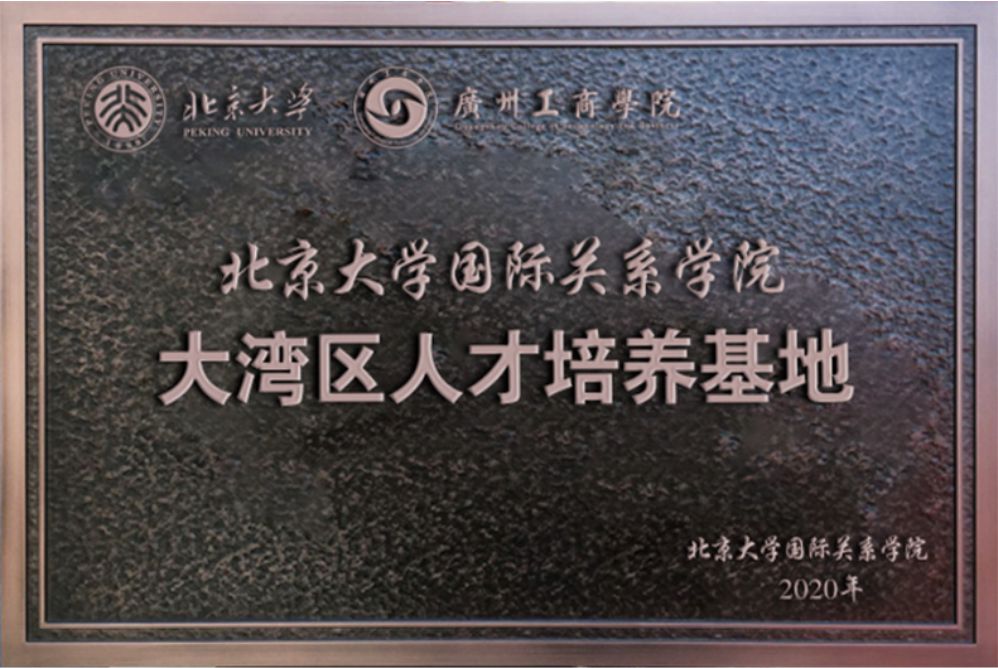 北京大学
PEKING UNIVERSITY
1898
廣州工商學院
北京大学国际关系学院
大湾区人才培养基地
北京大学国际关系学院
2020年